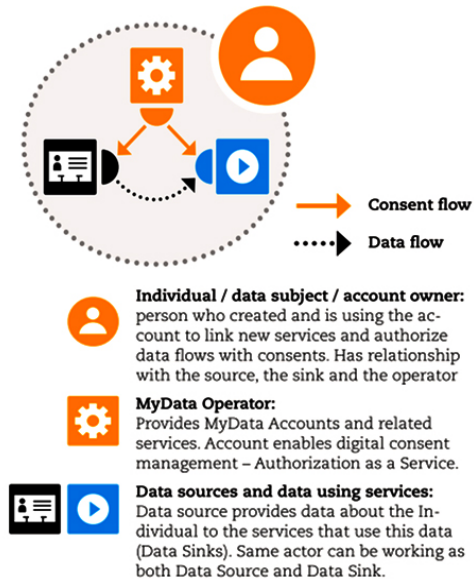 Consent flow
Data flow
Individual / data subject / account owner:
person who created and is using the ac-
count to link new services and authorize
data flows with consents. Has relationship
with the source, the sink and the operator
MyData Operator:
Provides MyData Accounts and related
services. Account enables digital consent
management – Authorization as a Service.
Data sources and data using services:
Data source provides data about the In-
dividual to the services that use this data
(Data Sinks). Same actor can be working as
both Data Source and Data Sink.